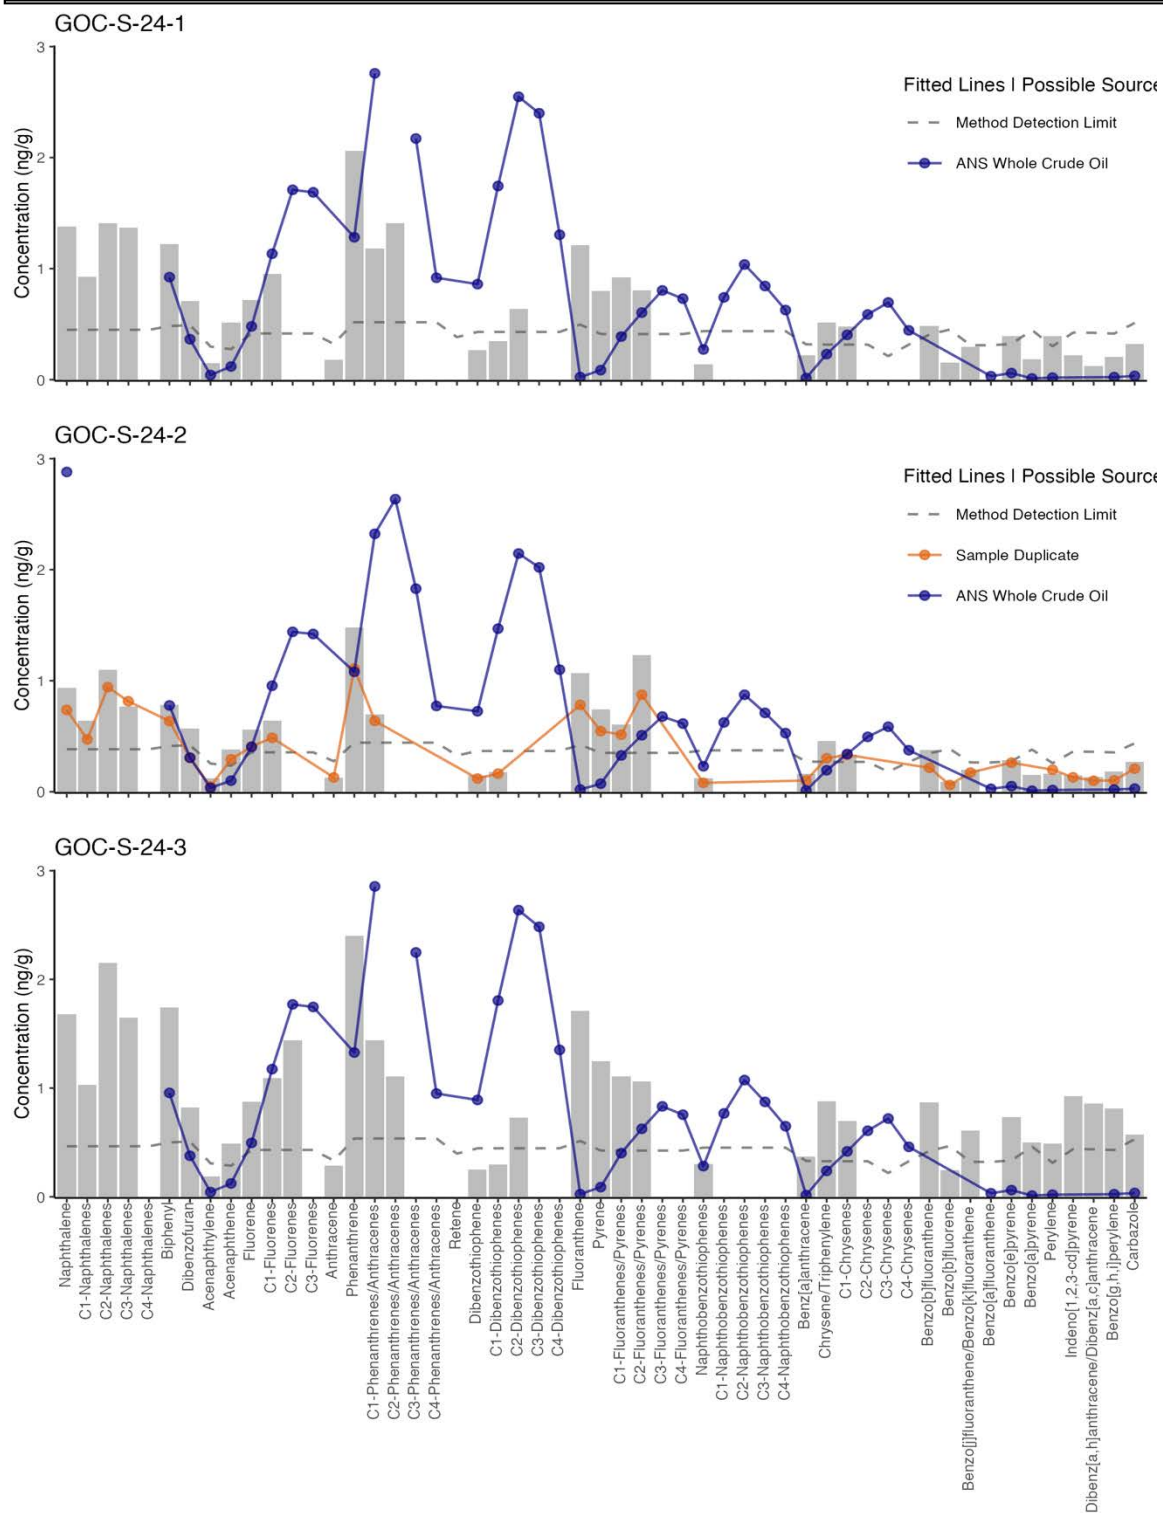 GOC-S-24-1
Concentration (ng/g)
3
2
1
0
Fitted Lines | Possible Source
Method Detection Limit
ANS Whole Crude Oil
GOC-S-24-2
Concentration (ng/g)
3
2
1
0
Fitted Lines | Possible Source
Method Detection Limit
Sample Duplicate
ANS Whole Crude Oil
GOC-S-24-3
Concentration (ng/g)
3
2
1
0
Naphthalene
C1-Naphthalenes
C2-Naphthalenes
C3-Naphthalenes
C4-Naphthalenes
Biphenyl
Dibenzofuran
Acenaphthylene
Acenaphthene
Fluorene
C1-Fluorenes
C2-Fluorenes
C3-Fluorenes
Anthracene
Phenanthrene
C1-Phenanthrenes/Anthracenes
C2-Phenanthrenes/Anthracenes
C3-Phenanthrenes/Anthracenes
C4-Phenanthrenes/Anthracenes
Retene
Dibenzothiophene
C1-Dibenzothiophenes
C2-Dibenzothiophenes
C3-Dibenzothiophenes
C4-Dibenzothiophenes
Fluoranthene
Pyrene
C1-Fluoranthenes/Pyrenes
C2-Fluoranthenes/Pyrenes
C3-Fluoranthenes/Pyrenes
C4-Fluoranthenes/Pyrenes
Naphthobenzothiophenes
C1-Naphthobenzothiophenes
C2-Naphthobenzothiophenes
C3-Naphthobenzothiophenes
C4-Naphthobenzothiophenes
Benz[a]anthracene
Chrysene/Triphenylene
C1-Chrysenes
C2-Chrysenes
C3-Chrysenes
C4-Chrysenes
Benzo[b]fluoranthene
Benzo[b]fluorene
Benzo[j]fluoranthene/Benzo[k]fluoranthene
Benzo[a]fluoranthene
Benzo[e]pyrene
Benzo[a]pyrene
Perylene
Indeno[1,2,3-cd]pyrene
Dibenz[a,h]anthracene/Dibenz[a,c]anthracene
Benzo[g,h,i]perylene
Carbazole